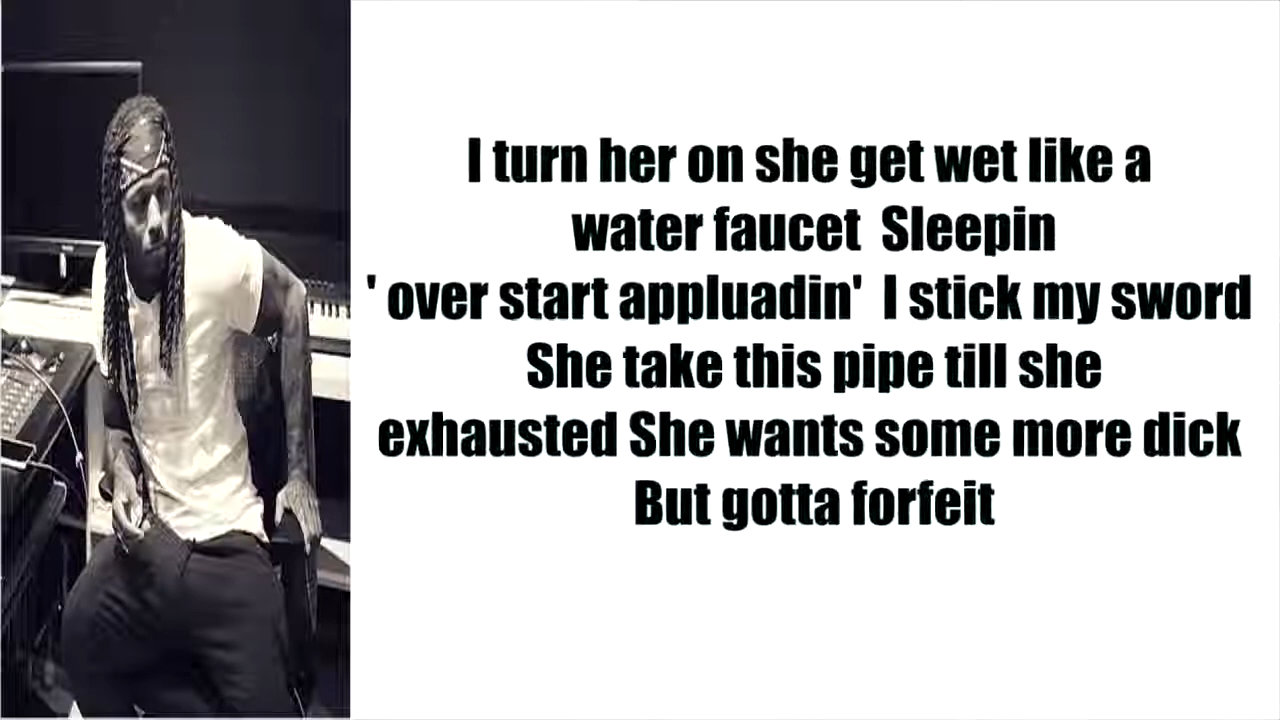 I turn her on she get wet like a
water faucet  Sleepin
' over start appluadin'  I stick my sword
She take this pipe till she
exhausted She wants some more dick
But gotta forfeit